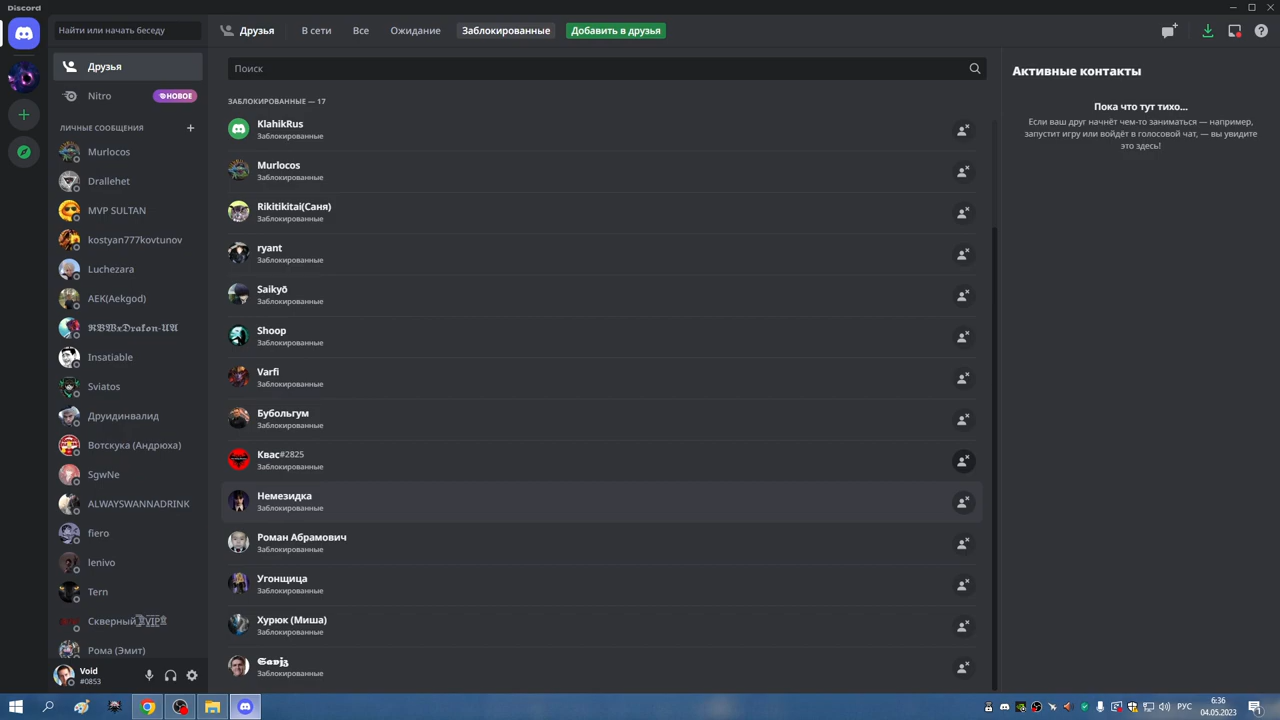 Discord
Найти или начать беседу
Друзья
В сети
Все
Ожидание
Заблокированные
Добавить в друзья
Друзья
Nitro
НОВОЕ
ЛИЧНЫЕ СООБЩЕНИЯ
Murlocos
Drallehet
MVP SULTAN
kostyan777kovtunov
Luchezara
AEK(Aekgod)
𝕽𝕭𝕸𝖝𝕯𝖗𝖆𝖐𝖔𝖓-𝖀𝕬
Insatiable
Sviatos
Друидинвалид
Вотскука (Андрюха)
SgwNe
ALWAYSWANNADRINK
fiero
lenivo
Tern
Скверный
Рома (Эмит)
Void
#0853
Поиск
ЗАБЛОКИРОВАННЫЕ — 17
KlahikRus
Заблокированные
Murlocos
Заблокированные
Rikitikitai(Саня)
Заблокированные
ryant
Заблокированные
Saikyō
Заблокированные
Shoop
Заблокированные
Varfi
Заблокированные
Бубольгум
Заблокированные
Квас#2825
Заблокированные
Немезидка
Заблокированные
Роман Абрамович
Заблокированные
Угонщица
Заблокированные
Хурюк (Миша)
Заблокированные
Заблокированные
Активные контакты
Пока что тут тихо...
Если ваш друг начнёт чем-то заниматься — например,
запустит игру или войдёт в голосовой чат, — вы увидите
это здесь!
РУС
6:36
04.05.2023